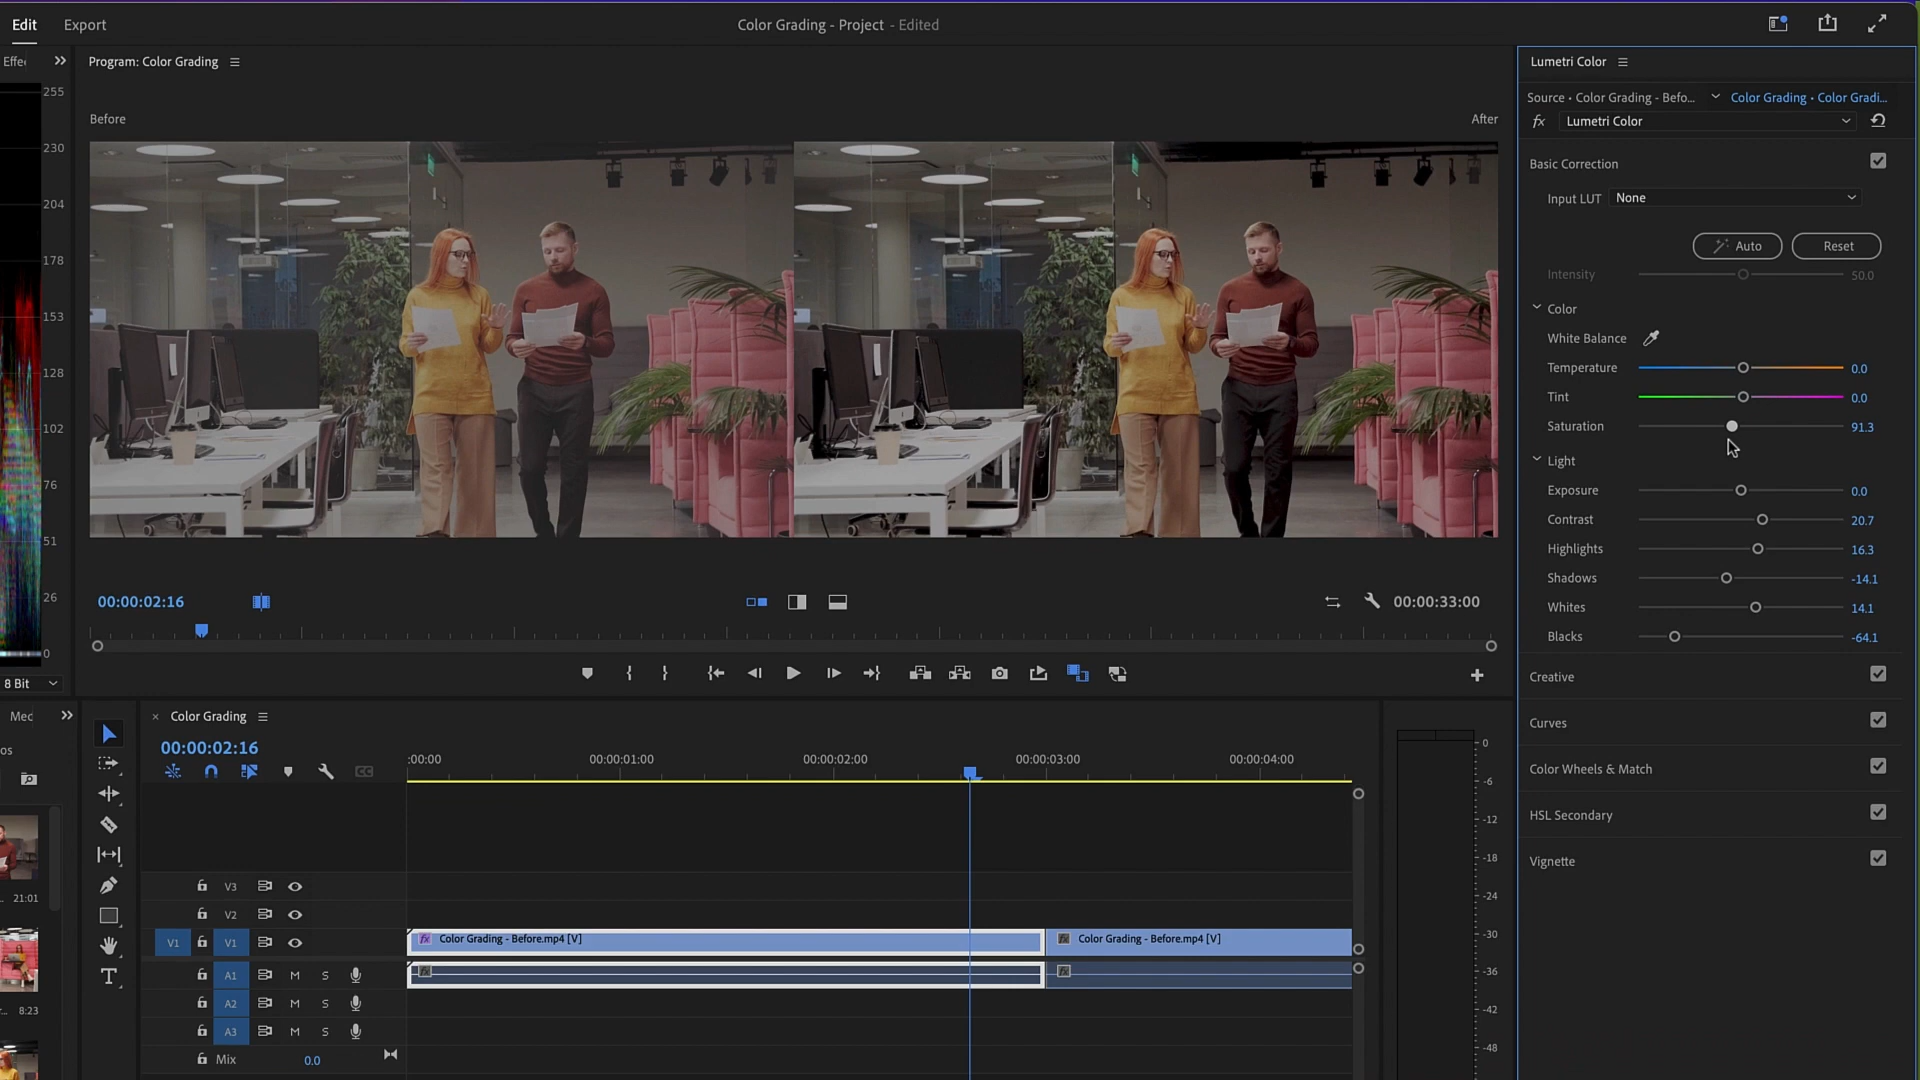 Edit
Export
Color Grading - Project - Edited
Effe
Program: Color Grading
Before
After
255
230
204
178
153
128
102
76
51
26
0
8 Bit
00:00:02:16
00:00:33:00
Lumetri Color
Source • Color Grading - Befo...
Color Grading • Color Gradi...
fx
Lumetri Color
Basic Correction
Input LUT
None
Auto
Reset
Intensity
50.0
Color
White Balance
Temperature
0.0
Tint
0.0
Saturation
91.3
Light
Exposure
0.0
Contrast
20.7
Highlights
16.3
Shadows
-14.1
Whites
14.1
Blacks
-64.1
Creative
Curves
Color Wheels & Match
HSL Secondary
Vignette
Med
os
21:01
8:23
Color Grading
00:00:02:16
CC
:00:00
00:00:01:00
00:00:02:00
00:00:03:00
00:00:04:00
V3
V2
V1
V1
fx Color Grading - Before.mp4 [V]
fx Color Grading - Before.mp4 [V]
A1
M
S
fx
fx
A2
M
S
A3
M
S
Mix
0.0
0
-6
-12
-18
-24
-30
-36
-42
-48